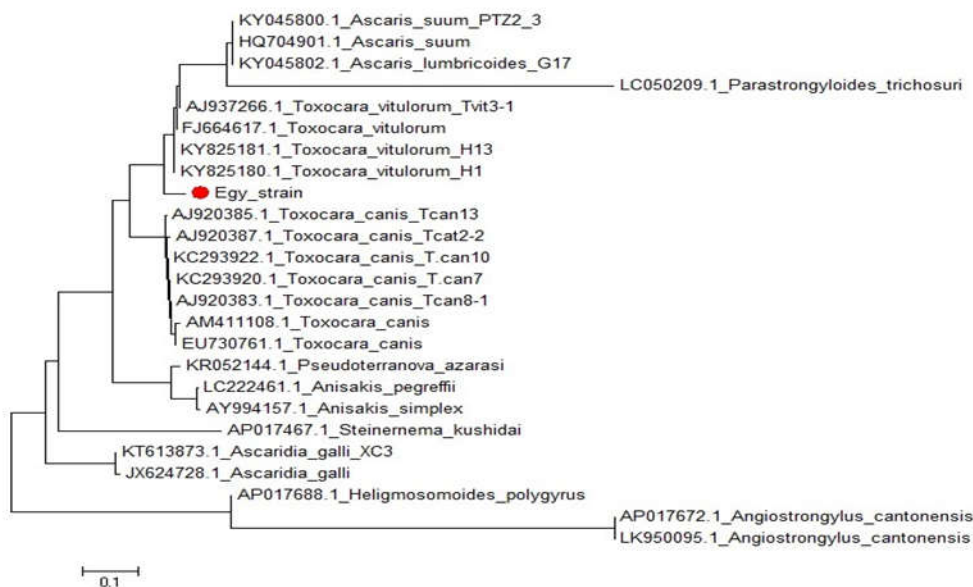 KY045800.1_Ascaris_suum_PTZ2_3
HQ704901.1_Ascaris_suum
KY045802.1_Ascaris_lumbricoides_G17
LC050209.1_Parastrongyloides_trichosuri
AJ937266.1_Toxocara_vitulorum_Tvit3-1
FJ664617.1_Toxocara_vitulorum
KY825181.1_Toxocara_vitulorum_H13
KY825180.1_Toxocara_vitulorum_H1
Egy_strain
AJ920385.1_Toxocara_canis_Tcan13
AJ920387.1_Toxocara_canis_Tcat2-2
KC293922.1_Toxocara_canis_T.can10
KC293920.1_Toxocara_canis_T.can7
AJ920383.1_Toxocara_canis_Tcan8-1
AM411108.1_Toxocara_canis
EU730761.1_Toxocara_canis
KR052144.1_Pseudoterranova_azarasi
LC222461.1_Anisakis_pegreffii
AY994157.1_Anisakis_simplex
AP017467.1_Steinernema_kushidai
KT613873.1_Ascaridia_galli_XC3
JX624728.1_Ascaridia_galli
AP017688.1_Heligmosomoides_polygyrus
AP017672.1_Angiostrongylus_cantonensis
LK950095.1_Angiostrongylus_cantonensis
0.1